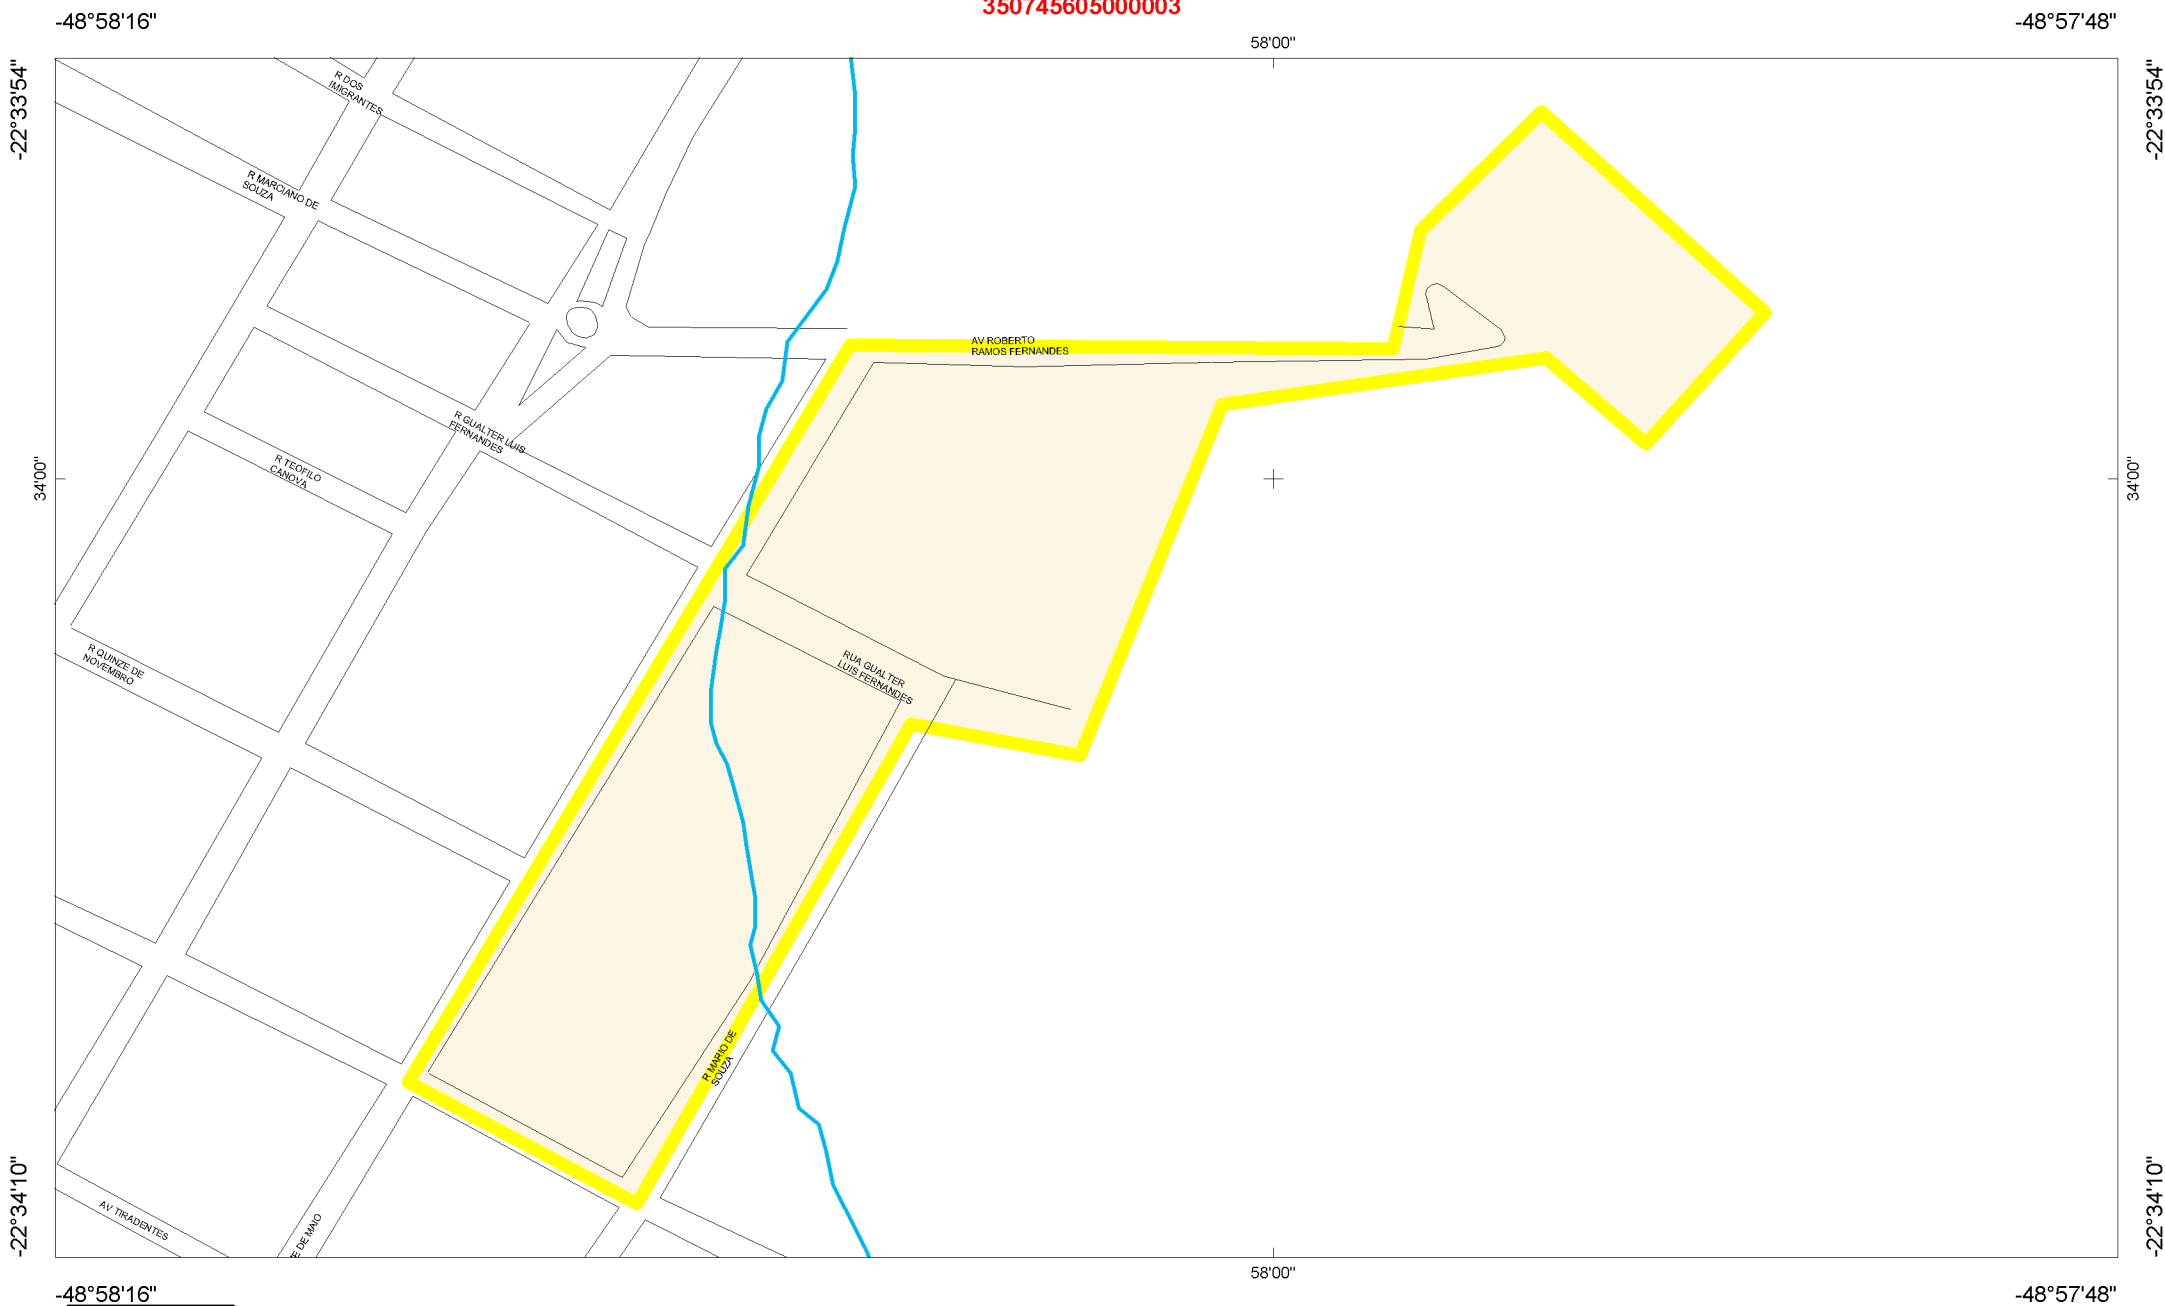 350745605000003
-48°58'16"
-48°57'48"
58'00"
-22°33'54"
-22°33'54"
R DOS
IMIGRANTES
R MARCIANO DE
SOUZA
AV ROBERTO
RAMOS FERNANDES
R GUALTER LUIS
FERNANDES
R TEOFILO
CANOVA
34'00"
34'00"
R QUINZE DE
NOVEMBRO
RUA GUALTER
LUIS FERNANDES
R MARIO DE
SOUZA
AV TIRADENTES
E DE MAIO
-22°34'10"
-22°34'10"
58'00"
-48°58'16"
-48°57'48"